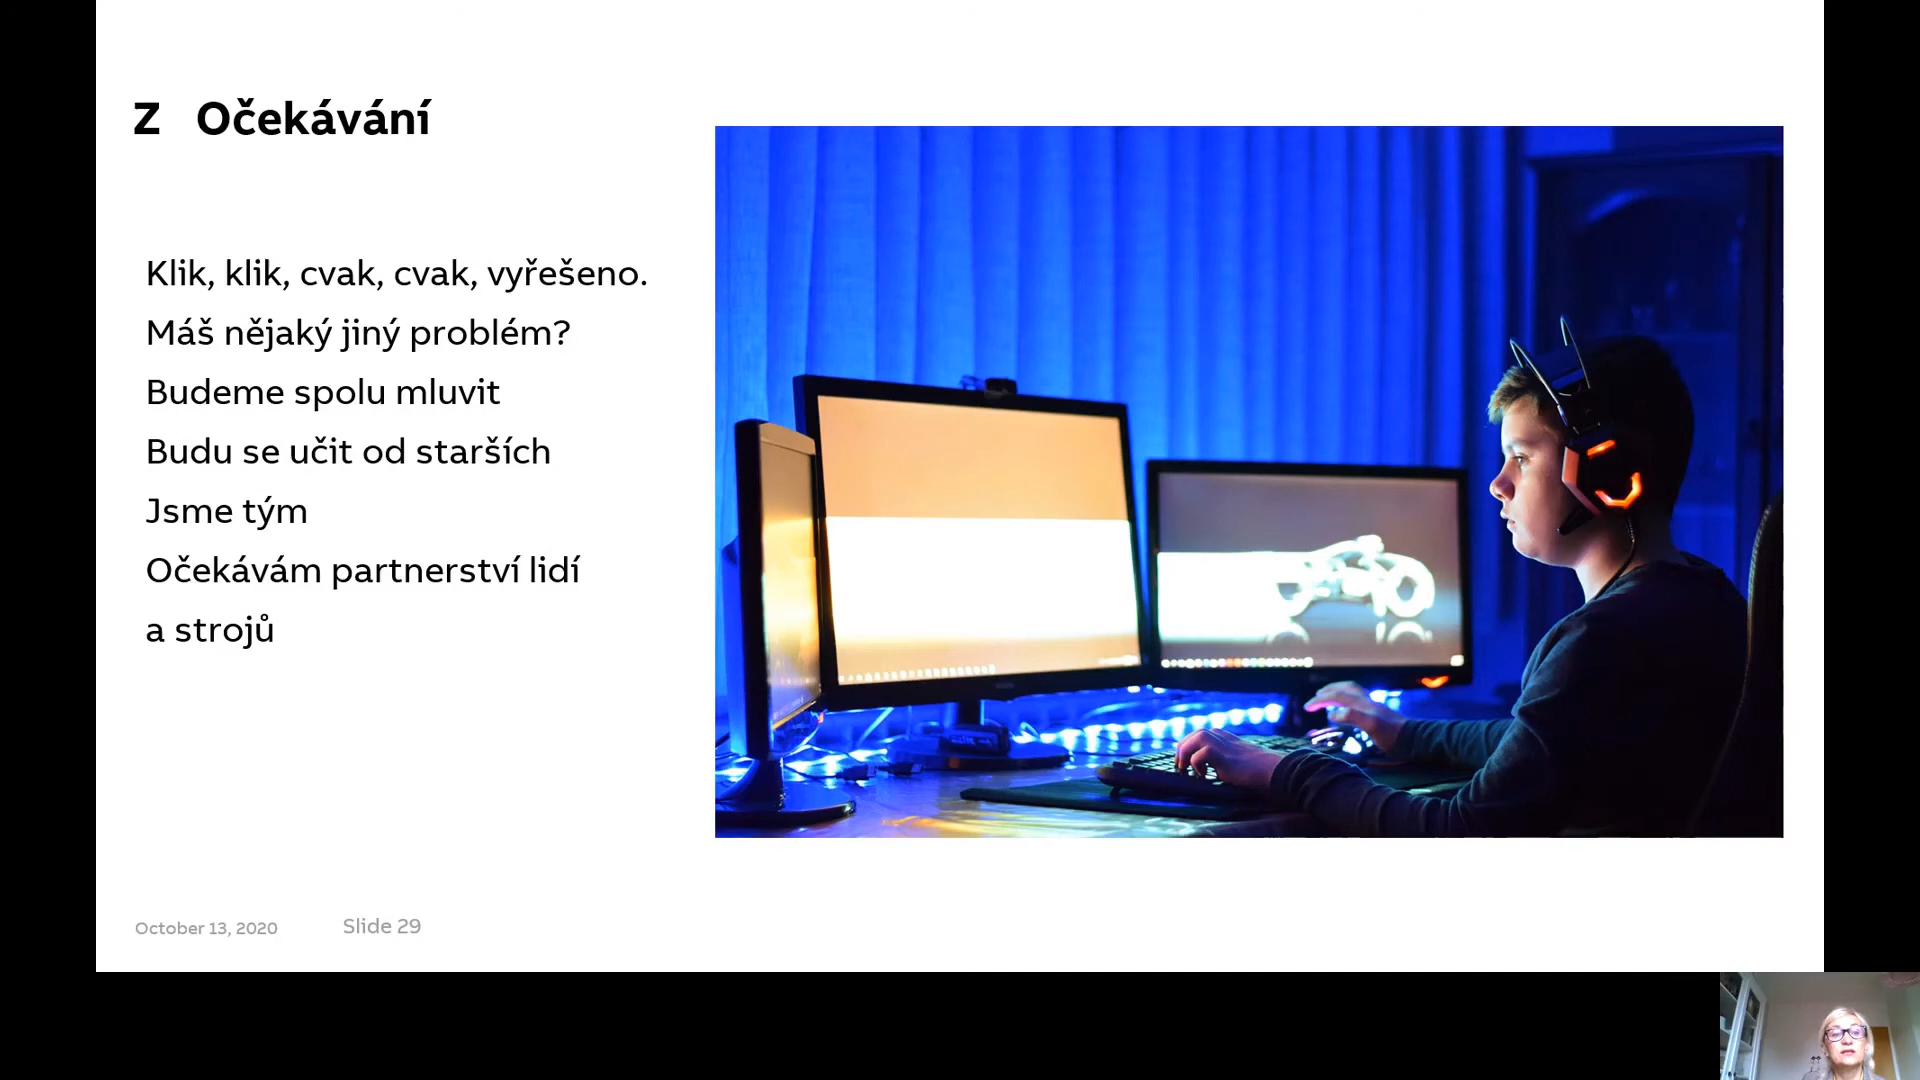 Z Očekávání
Klik, klik, cvak, cvak, vyřešeno.
Máš nějaký jiný problém?
Budeme spolu mluvit
Budu se učit od starších
Jsme tým
Očekávám partnerství lidí
a strojů
October 13, 2020 Slide 29